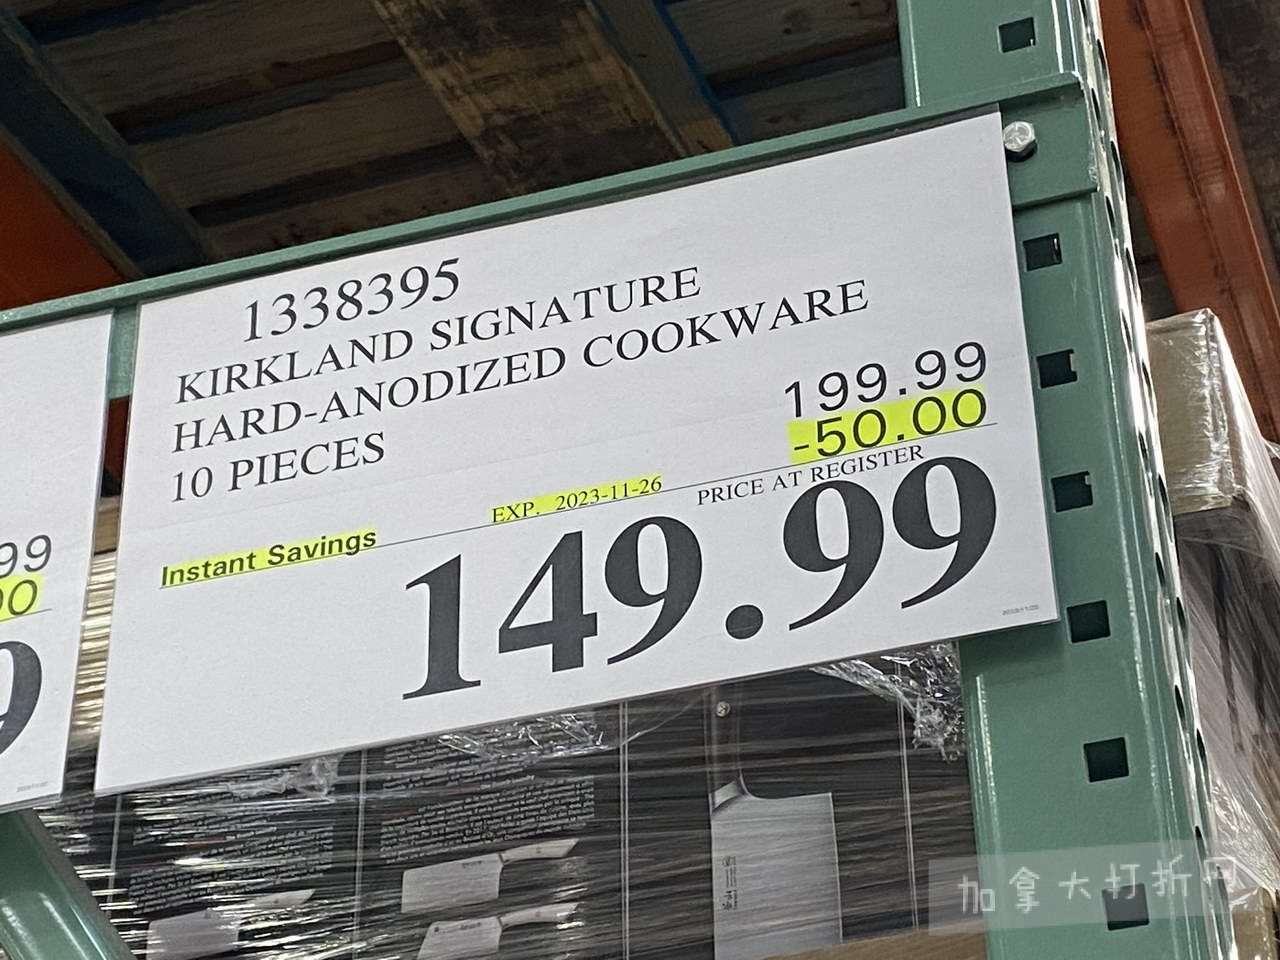 1338395
KIRKLAND SIGNATURE
HARD-ANODIZED COOKWARE
10 PIECES
199.99
-50.00
EXP. 2023-11-26
PRICE AT REGISTER
Instant Savings
149.99
99
00
9
加拿大打折网